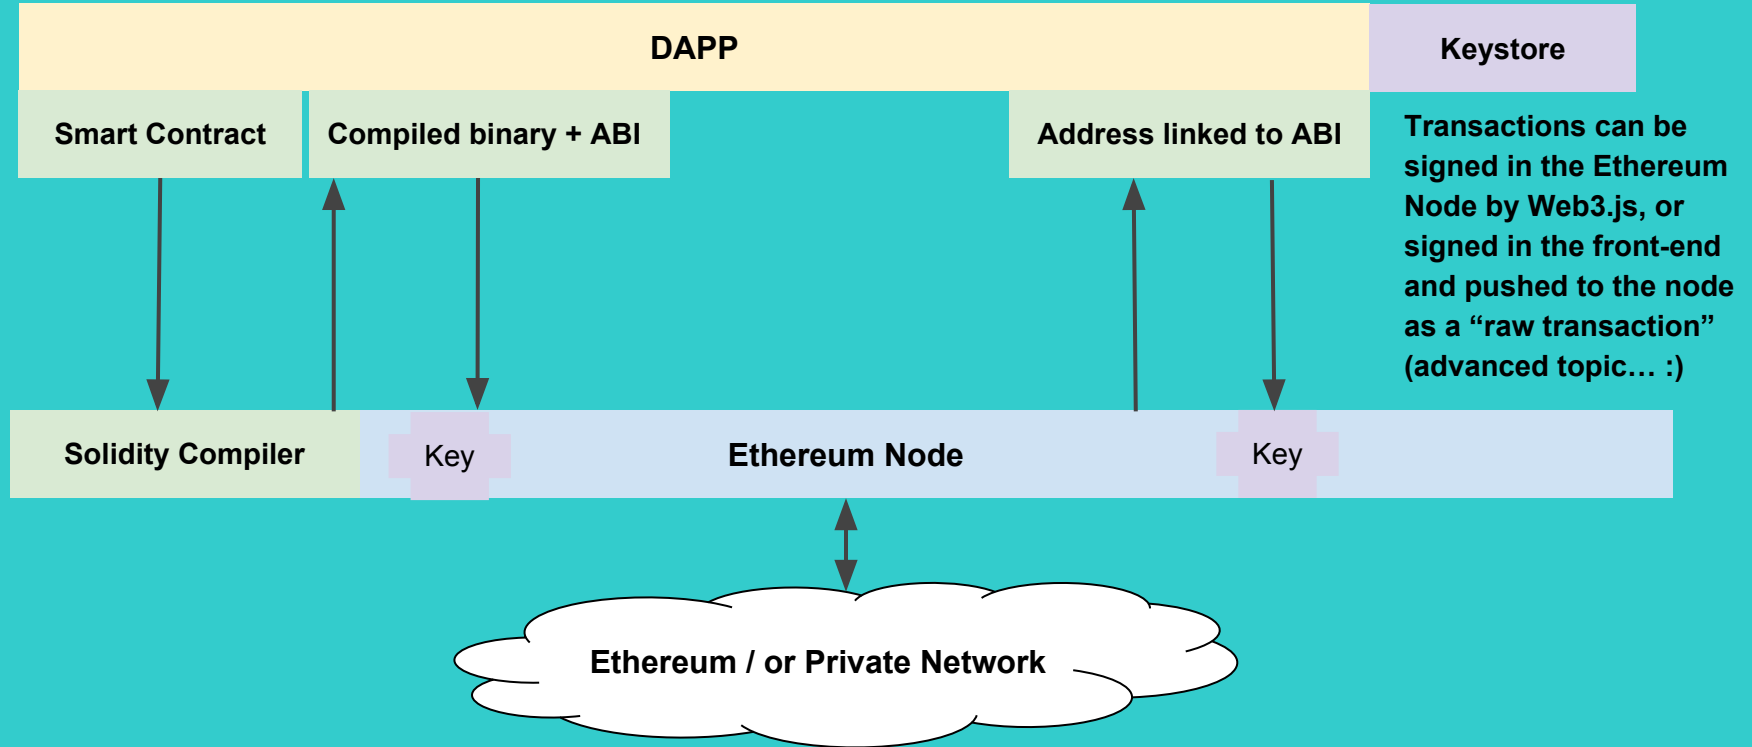 DAPP
Keystore
Smart Contract
Compiled binary + ABI
Address linked to ABI
Transactions can be
signed in the Ethereum
Node by Web3.js, or
signed in the front-end
and pushed to the node
as a “raw transaction”
(advanced topic… :)
Solidity Compiler
Key
Ethereum Node
Key
Ethereum / or Private Network